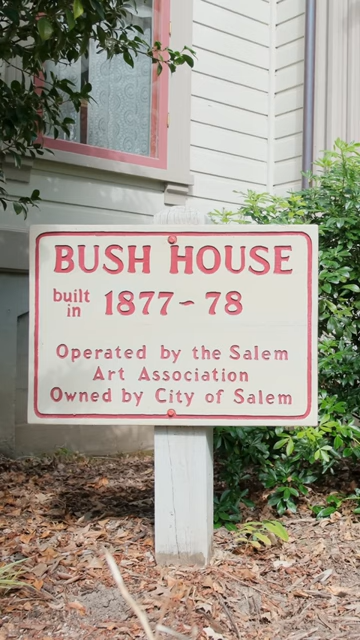 BUSH HOUSE
built in 1877~78
Operated by the Salem
Art Association
Owned by City of Salem